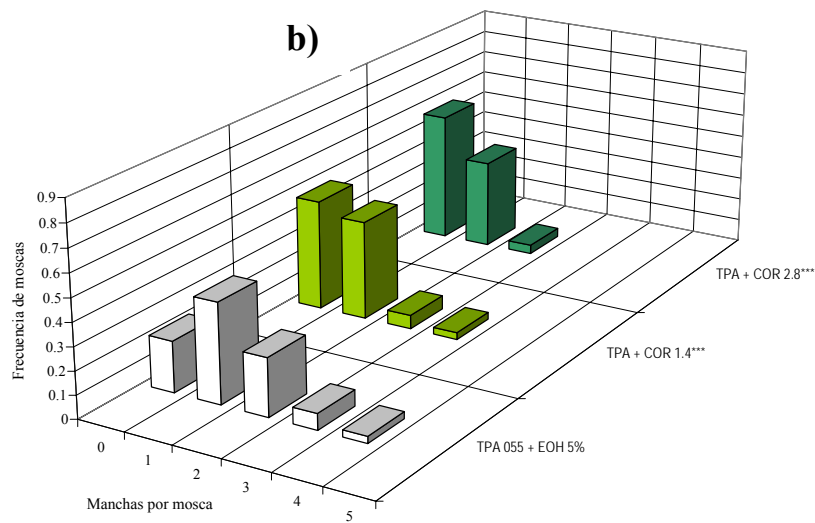 b)
0.9
0.8
0.7
0.6
0.5
0.4
0.3
0.2
0.1
0
Frecuencia de moscas
0
1
2
3
4
5
Manchas por mosca
TPA 055 + EOH 5%
TPA + COR 1.4***
TPA + COR 2.8***